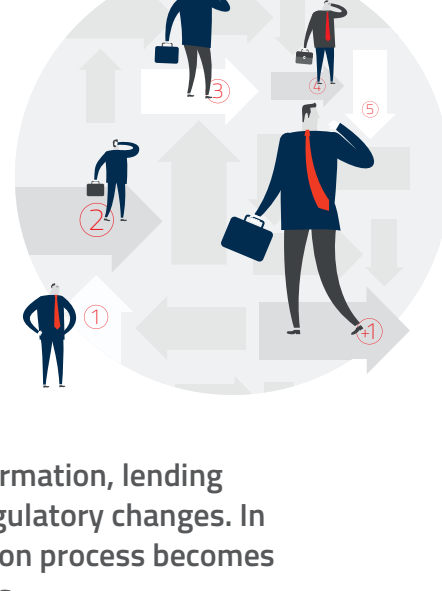 3
4
5
2
1
+1
rmation, lending
gulatory changes. In
on process becomes